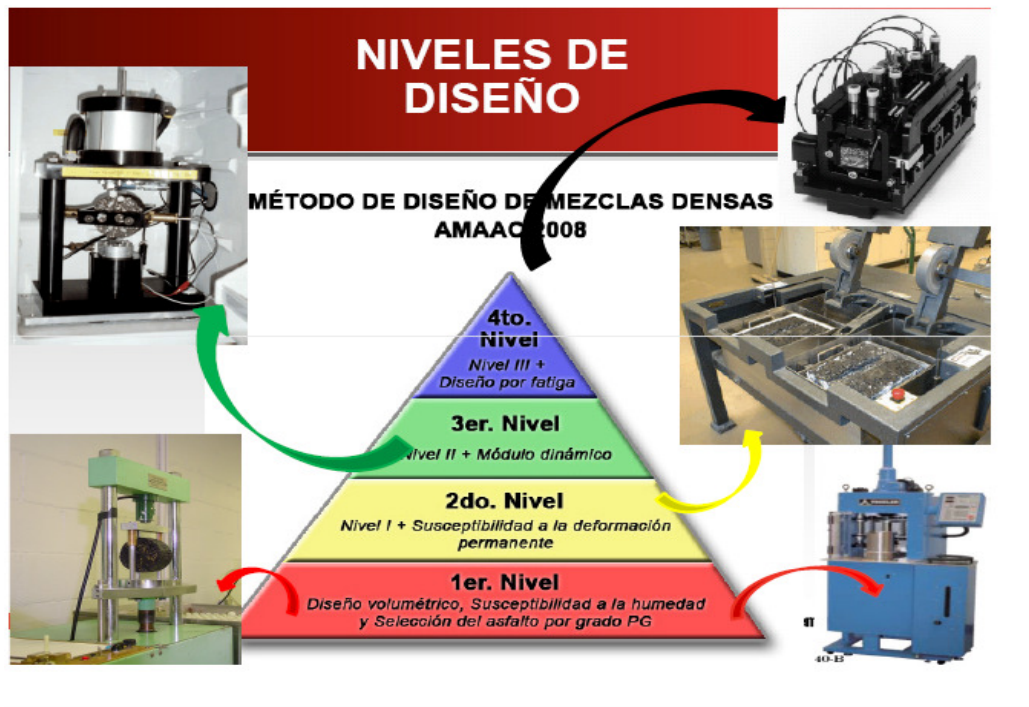 NIVELES DE
DISEÑO
MÉTODO DE DISEÑO DE MEZCLAS DENSAS
AMAAC 2008
4to.
Nivel
Nivel III +
Diseño por fatiga
3er. Nivel
Nivel II + Módulo dinámico
2do. Nivel
Nivel I + Susceptibilidad a la deformación
permanente
1er. Nivel
Diseño volumétrico, Susceptibilidad a la humedad
y Selección del asfalto por grado PG
40-B